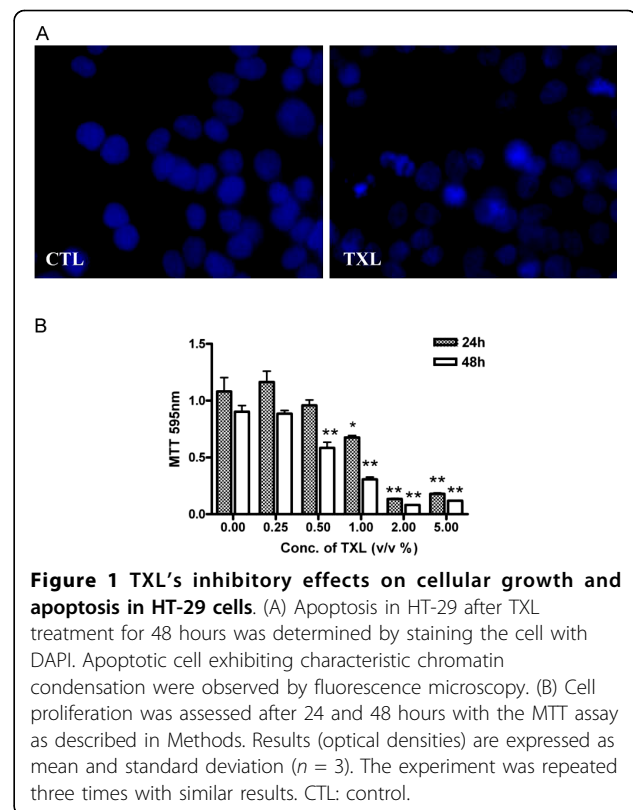 A
CTL
TXL
B
24h
48h
1.5
1.0
0.5
0.0
MTT 595nm
** * ** ** ** ** **
0.00 0.25 0.50 1.00 2.00 5.00
Conc. of TXL (v/v %)
Figure 1 TXL's inhibitory effects on cellular growth and
apoptosis in HT-29 cells. (A) Apoptosis in HT-29 after TXL
treatment for 48 hours was determined by staining the cell with
DAPI. Apoptotic cell exhibiting characteristic chromatin
condensation were observed by fluorescence microscopy. (B) Cell
proliferation was assessed after 24 and 48 hours with the MTT assay
as described in Methods. Results (optical densities) are expressed as
mean and standard deviation (n = 3). The experiment was repeated
three times with similar results. CTL: control.